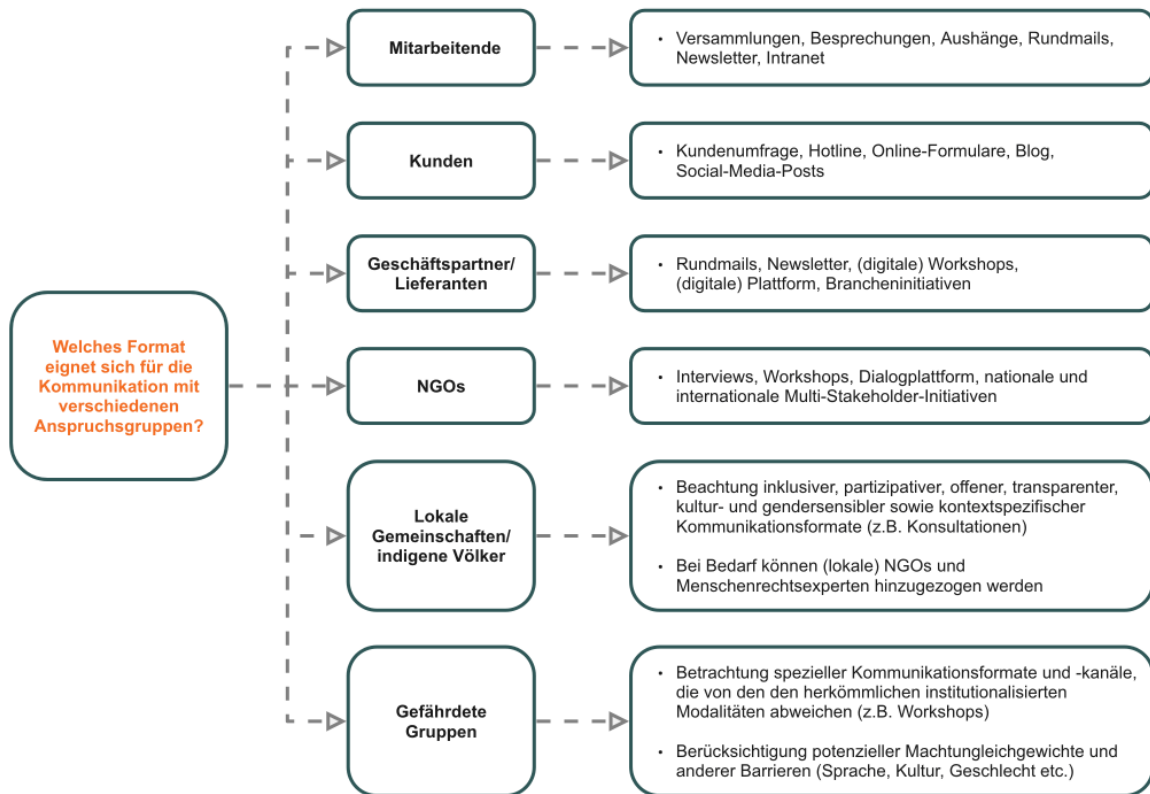 Welches Format
eignet sich für die
Kommunikation mit
verschiedenen
Anspruchsgruppen?
Mitarbeitende
• Versammlungen, Besprechungen, Aushänge, Rundmails,
Newsletter, Intranet
Kunden
• Kundenumfrage, Hotline, Online-Formulare, Blog,
Social-Media-Posts
Geschäftspartner/
Lieferanten
• Rundmails, Newsletter, (digitale) Workshops,
(digitale) Plattform, Brancheninitiativen
NGOs
• Interviews, Workshops, Dialogplattform, nationale und
internationale Multi-Stakeholder-Initiativen
Lokale
Gemeinschaften/
indigene Völker
• Beachtung inklusiver, partizipativer, offener, transparenter,
kultur- und gendersensibler sowie kontextspezifischer
Kommunikationsformate (z.B. Konsultationen)
• Bei Bedarf können (lokale) NGOs und
Menschenrechtsexperten hinzugezogen werden
Gefährdete
Gruppen
• Betrachtung spezieller Kommunikationsformate und -kanäle,
die von den den herkömmlichen institutionalisierten
Modalitäten abweichen (z.B. Workshops)
• Berücksichtigung potenzieller Machtungleichgewichte und
anderer Barrieren (Sprache, Kultur, Geschlecht etc.)